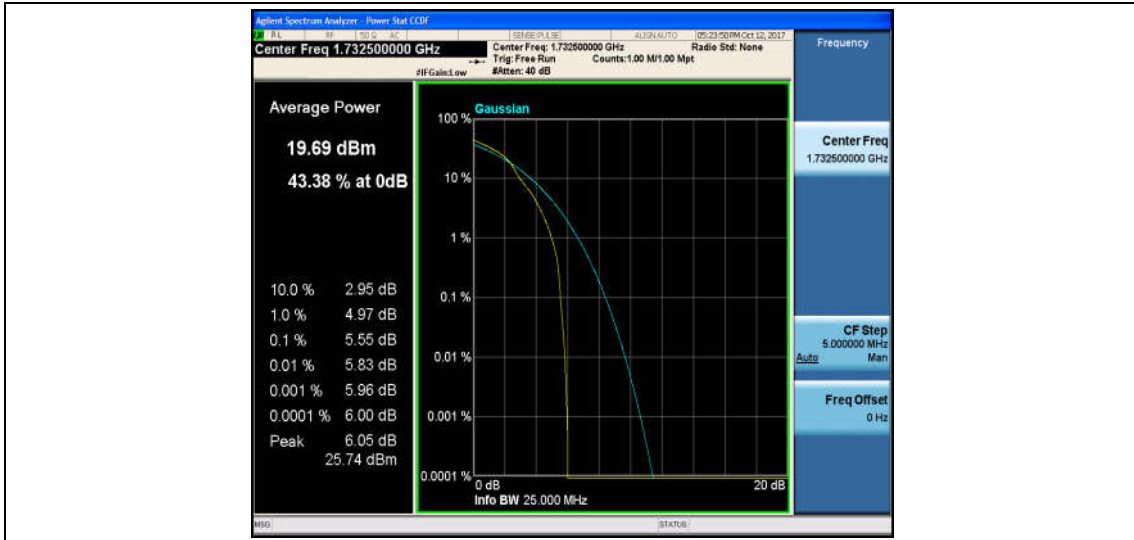 Agilent Spectrum Analyzer - Power Stat CCDF
RL RF 50 Ω AC SENSE:PULSE ALIGNAUTO 05:23:50 PM Oct 12, 2017
Center Freq 1.732500000 GHz
Center Freq: 1.732500000 GHz Radio Std: None
Trig: Free Run Counts:1.00 M/1.00 Mpt
#IFGain:Low #Atten: 40 dB
Frequency
Average Power
19.69 dBm
43.38 % at 0dB
10.0 % 2.95 dB
1.0 % 4.97 dB
0.1 % 5.55 dB
0.01 % 5.83 dB
0.001 % 5.96 dB
0.0001 % 6.00 dB
Peak 6.05 dB
25.74 dBm
Gaussian
100 %
10 %
1 %
0.1 %
0.01 %
0.001 %
0.0001 %
0 dB 20 dB
Info BW 25.000 MHz
Center Freq
1.732500000 GHz
CF Step
5.000000 MHz
Auto Man
Freq Offset
0 Hz
MSG STATUS